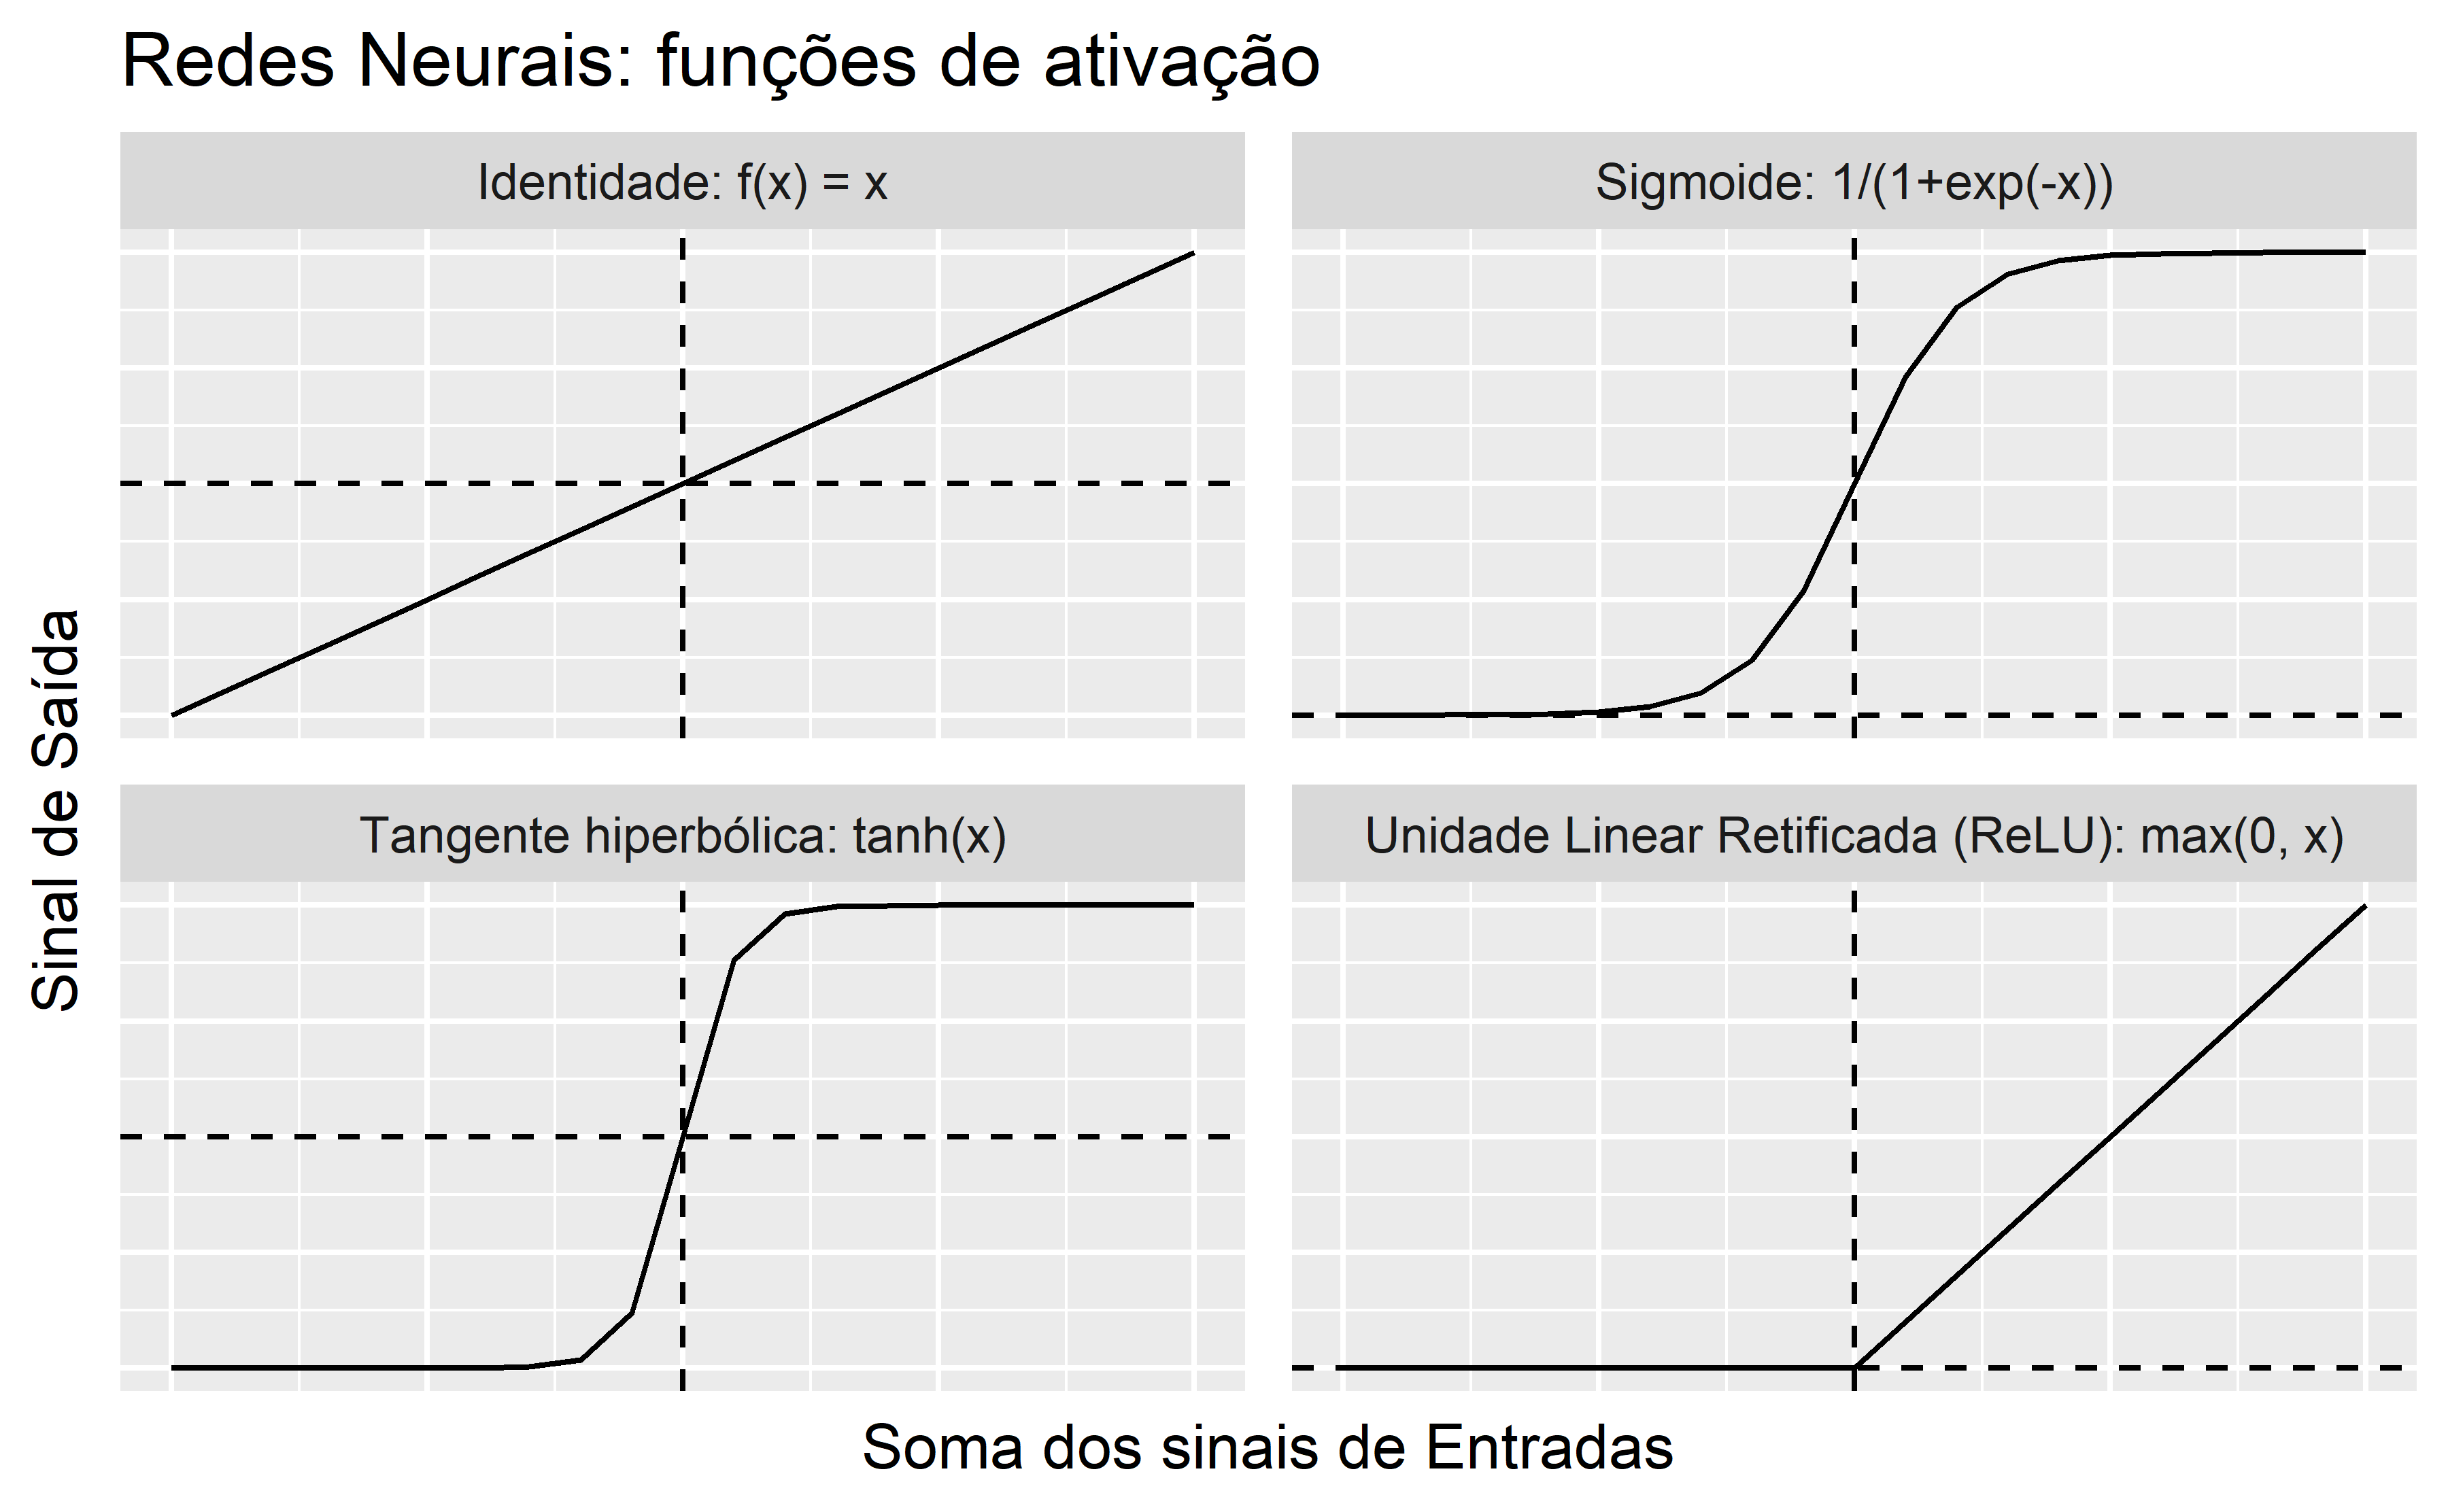 Redes Neurais: funções de ativação
Identidade: f(x) = x
Sigmoide: 1/(1+exp(-x))
Sinal de Saída
Tangente hiperbólica: tanh(x)
Unidade Linear Retificada (ReLU): max(0, x)
Soma dos sinais de Entradas